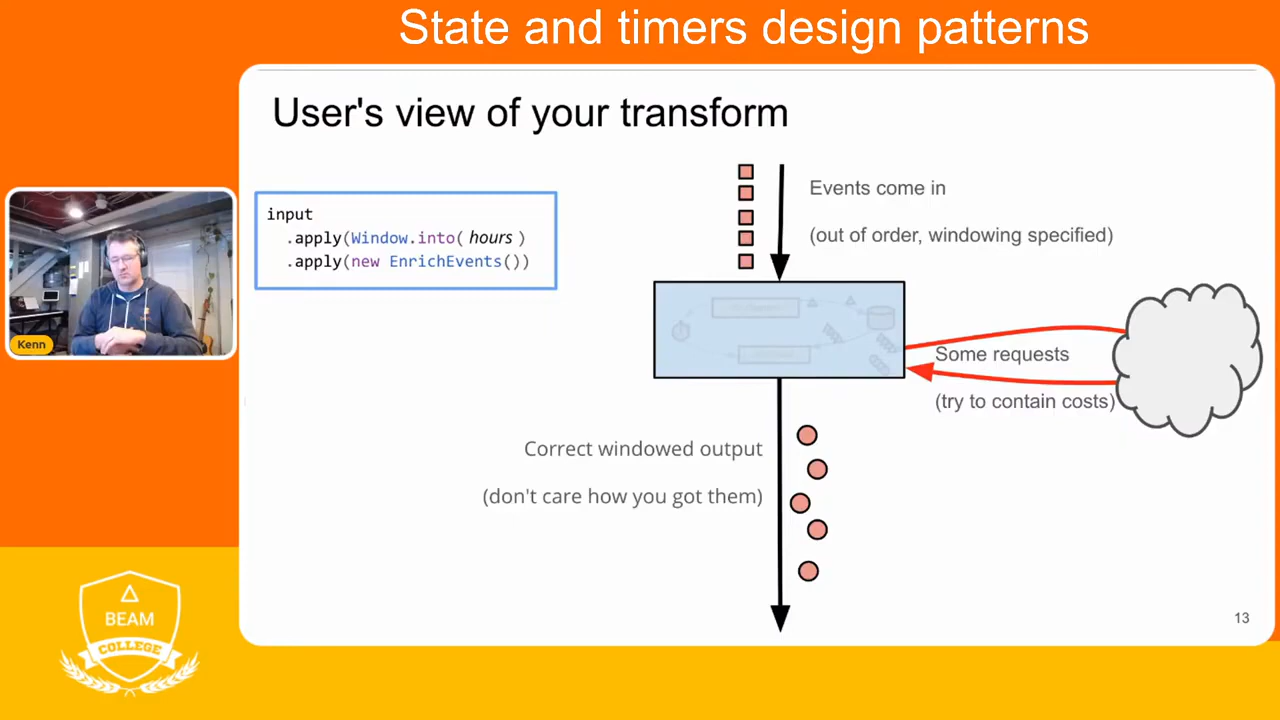 State and timers design patterns
User's view of your transform
input
.apply(Window.into( hours )
.apply(new EnrichEvents())
Events come in
(out of order, windowing specified)
Some requests
(try to contain costs)
Correct windowed output
(don't care how you got them)
Kenn
BEAM
COLLEGE
13